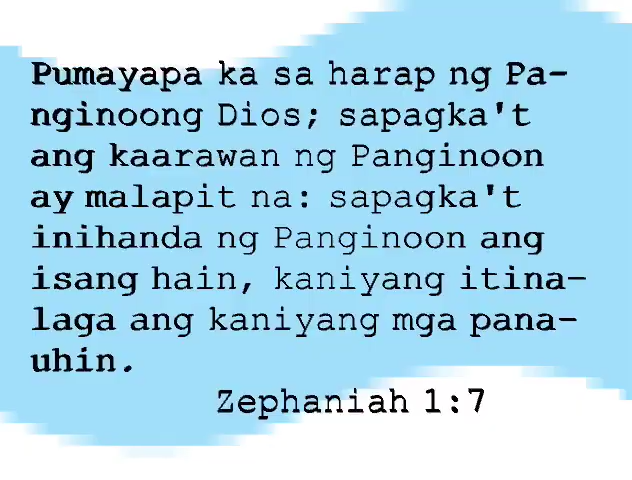 Pumayapa ka sa harap ng Pa-
nginoong Dios; sapagka't
ang kaarawan ng Panginoon
ay malapit na: sapagka't
inihanda ng Panginoon ang
isang hain, kaniyang itina-
laga ang kaniyang mga pana-
uhin.
Zephaniah 1:7